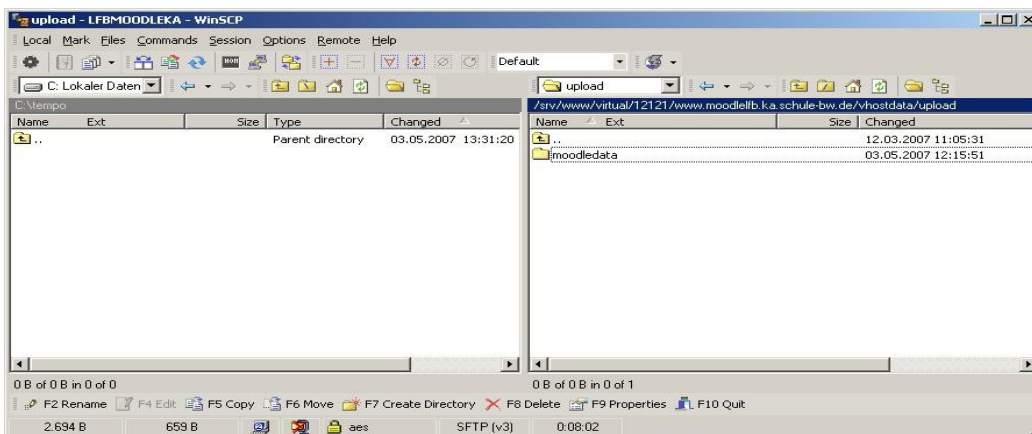 upload - LFBMOODLEKA - WinSCP
Local Mark Files Commands Session Options Remote Help
Default
C: Lokaler Daten
upload
C:\tempo
/srv/www/virtual/12121/www.moodlelfb.ka.schule-bw.de/vhostdata/upload
Name Ext Size Type Changed
Name Ext Size Changed
.. Parent directory 03.05.2007 13:31:20
.. 12.03.2007 11:05:31
moodledata 03.05.2007 12:15:51
0 B of 0 B in 0 of 0
0 B of 0 B in 0 of 1
F2 Rename F4 Edit F5 Copy F6 Move F7 Create Directory F8 Delete F9 Properties F10 Quit
2.694 B 659 B aes SFTP (v3) 0:08:02